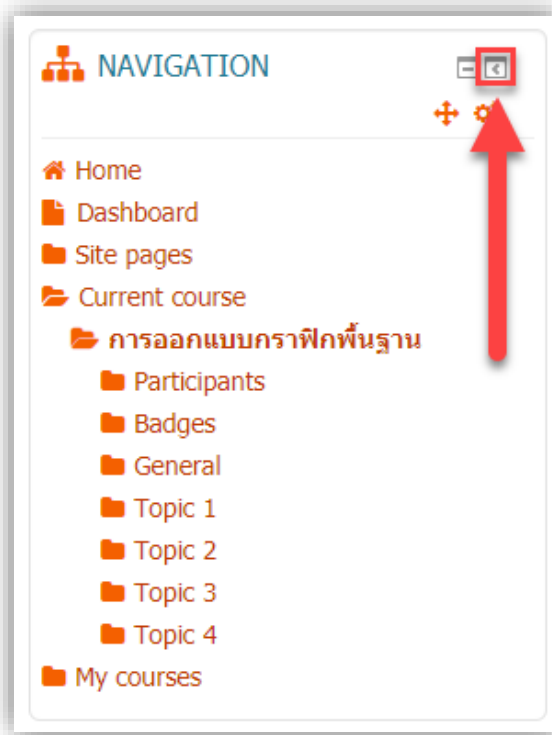 NAVIGATION
Home
Dashboard
Site pages
Current course
การออกแบบกราฟิกพื้นฐาน
Participants
Badges
General
Topic 1
Topic 2
Topic 3
Topic 4
My courses